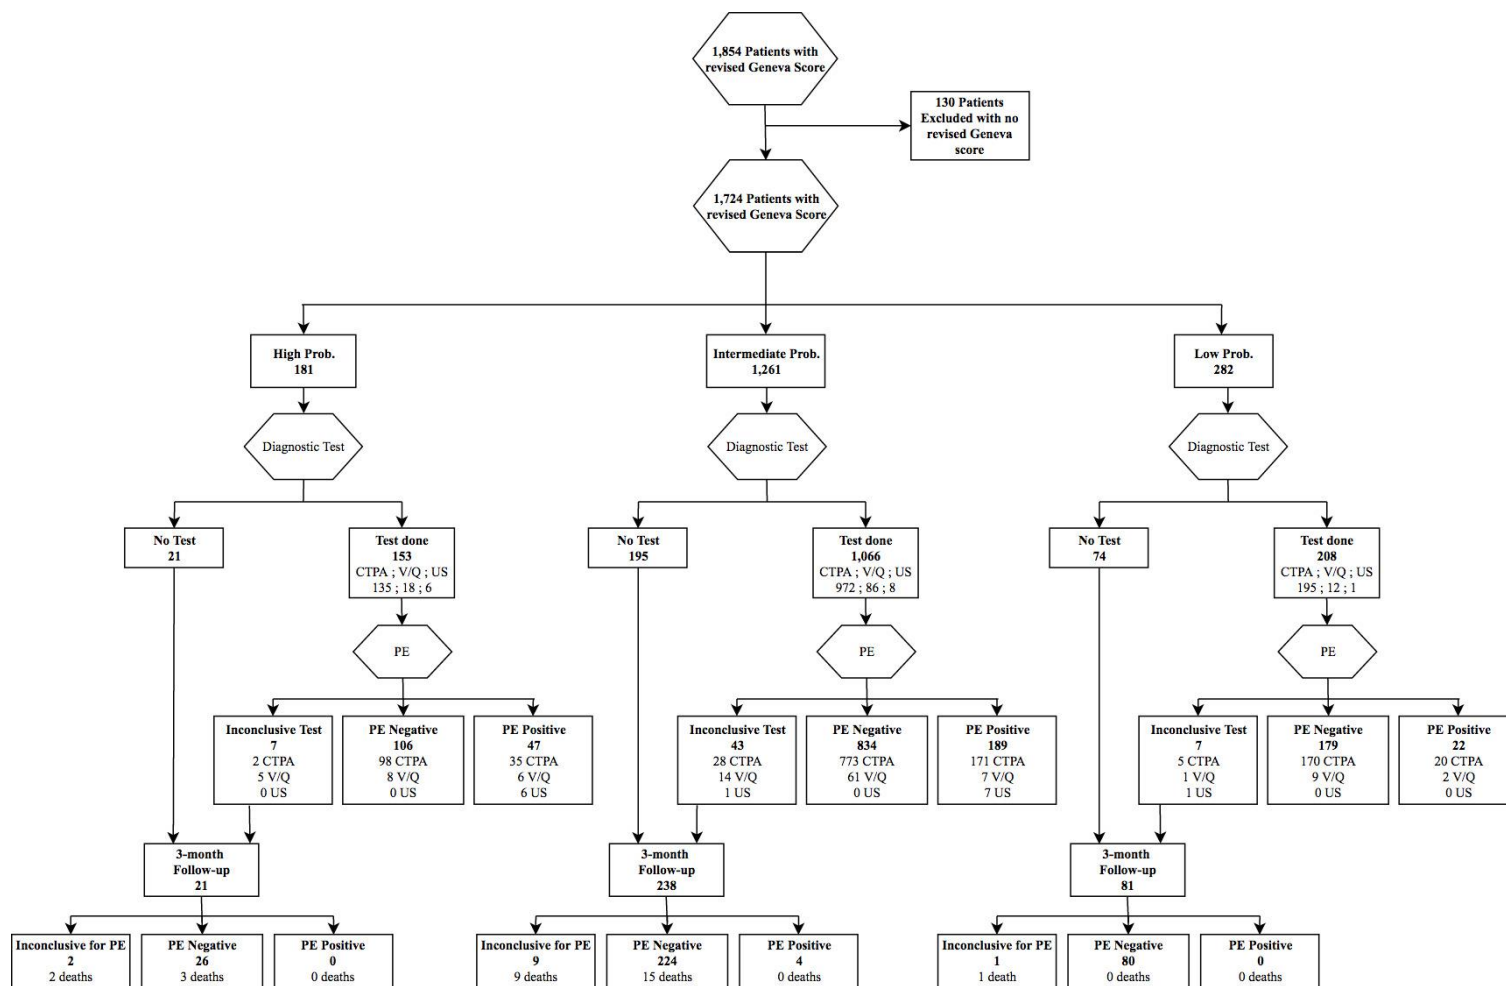 1,854 Patients with
revised Geneva Score
130 Patients
Excluded with no
revised Geneva
score
1,724 Patients with
revised Geneva Score
High Prob.
181
Intermediate Prob.
1,261
Low Prob.
282
Diagnostic Test
Diagnostic Test
Diagnostic Test
No Test
21
Test done
153
CTPA ; V/Q ; US
135 ; 18 ; 6
No Test
195
Test done
1,066
CTPA ; V/Q ; US
972 ; 86 ; 8
No Test
74
Test done
208
CTPA ; V/Q ; US
195 ; 12 ; 1
PE
PE
PE
Inconclusive Test
7
2 CTPA
5 V/Q
0 US
PE Negative
106
98 CTPA
8 V/Q
0 US
PE Positive
47
35 CTPA
6 V/Q
6 US
Inconclusive Test
43
28 CTPA
14 V/Q
1 US
PE Negative
834
773 CTPA
61 V/Q
0 US
PE Positive
189
171 CTPA
7 V/Q
7 US
Inconclusive Test
7
5 CTPA
1 V/Q
1 US
PE Negative
179
170 CTPA
9 V/Q
0 US
PE Positive
22
20 CTPA
2 V/Q
0 US
3-month
Follow-up
21
3-month
Follow-up
238
3-month
Follow-up
81
Inconclusive for PE
2
2 deaths
PE Negative
26
3 deaths
PE Positive
0
0 deaths
Inconclusive for PE
9
9 deaths
PE Negative
224
15 deaths
PE Positive
4
0 deaths
Inconclusive for PE
1
1 death
PE Negative
80
0 deaths
PE Positive
0
0 deaths